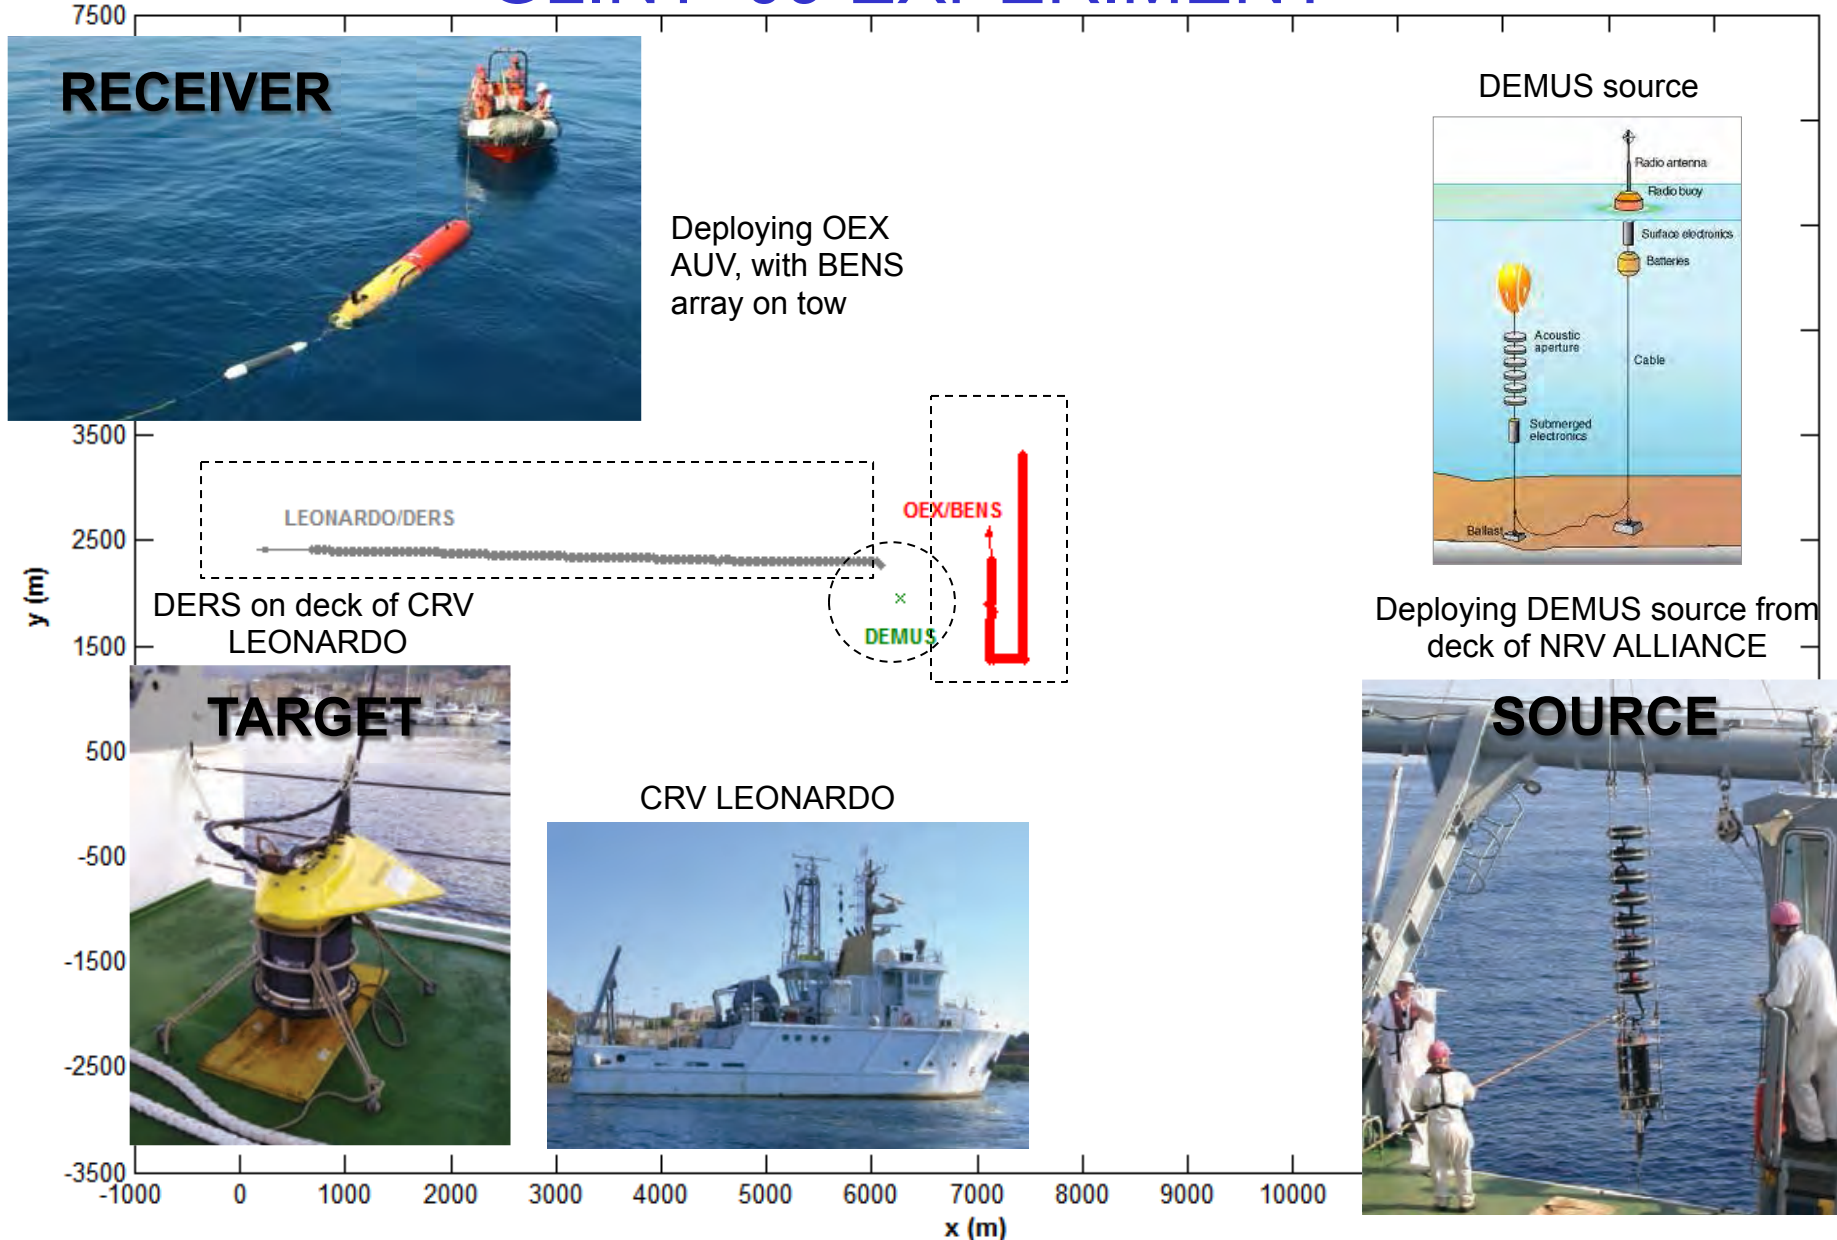 7500
RECEIVER
DEMUS source
Radio antenna
Radio buoy
Surface electronics
Batteries
Acoustic
aperture
Cable
Submerged
electronics
Ballast
Deploying OEX
AUV, with BENS
array on tow
3500
2500
1500
500
-500
-1500
-2500
-3500
y (m)
LEONARDO/DERS
OEX/BENS
DEMUS
DERS on deck of CRV
LEONARDO
TARGET
CRV LEONARDO
Deploying DEMUS source from
deck of NRV ALLIANCE
SOURCE
-1000 0 1000 2000 3000 4000 5000 6000 7000 8000 9000 10000
x (m)